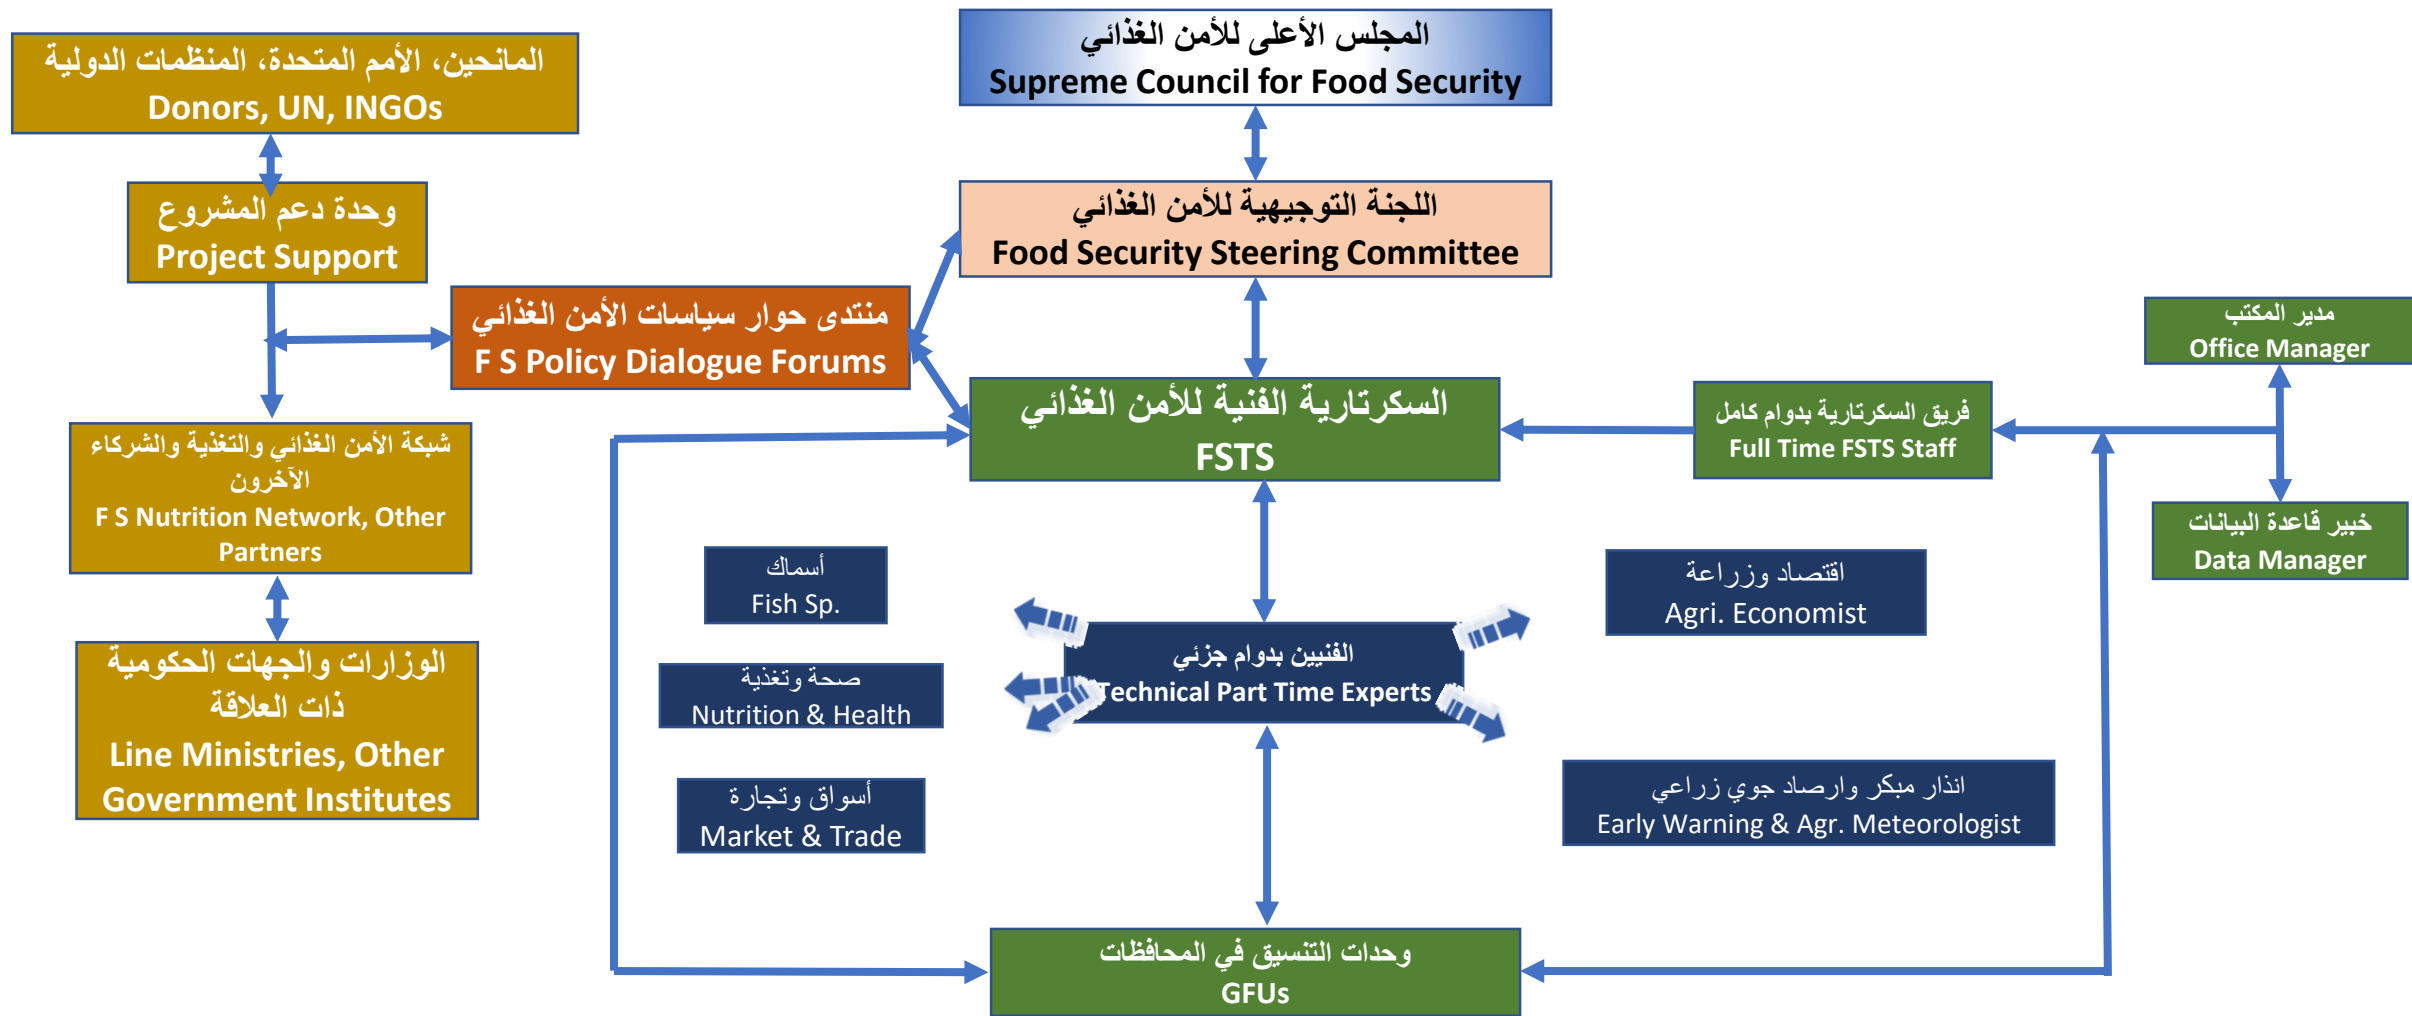 المجلس الأعلى للأمن الغذائي
Supreme Council for Food Security
المانحين، الأمم المتحدة، المنظمات الدولية
Donors, UN, INGOs
وحدة دعم المشروع
Project Support
اللجنة التوجيهية للأمن الغذائي
Food Security Steering Committee
منتدى حوار سياسات الأمن الغذائي
F S Policy Dialogue Forums
مدير المكتب
Office Manager
السكرتارية الفنية للأمن الغذائي
FSTS
فريق السكرتارية بدوام كامل
Full Time FSTS Staff
شبكة الأمن الغذائي والتغذية والشركاء
الآخرون
F S Nutrition Network, Other
Partners
خبير قاعدة البيانات
Data Manager
أسماك
Fish Sp.
اقتصاد وزراعة
Agri. Economist
الوزارات والجهات الحكومية
ذات العلاقة
Line Ministries, Other
Government Institutes
صحة وتغذية
Nutrition & Health
الفنيين بدوام جزئي
Technical Part Time Experts
أسواق وتجارة
Market & Trade
انذار مبكر وارصاد جوي زراعي
Early Warning & Agr. Meteorologist
وحدات التنسيق في المحافظات
GFUs